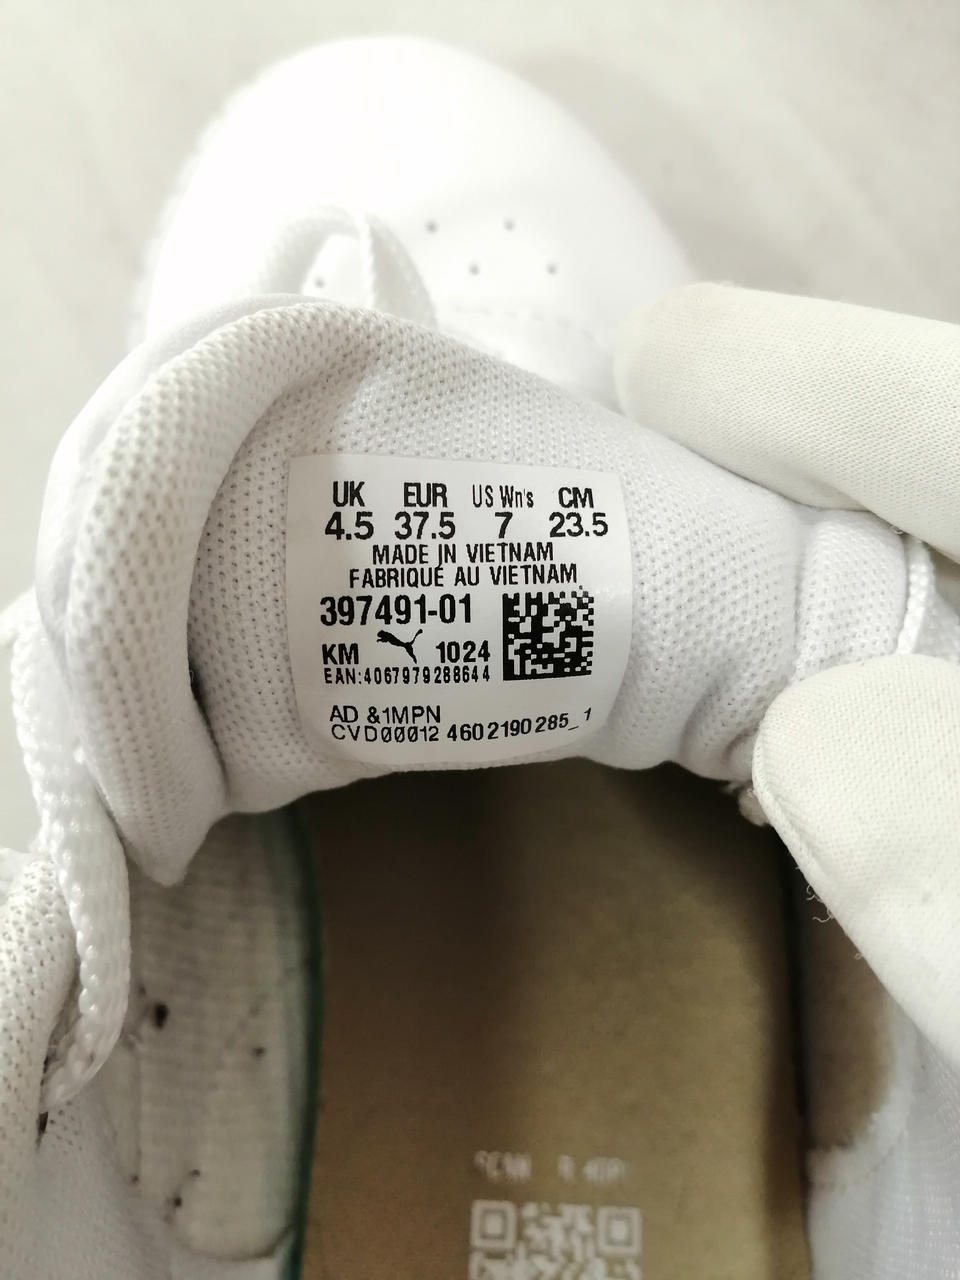 UK EUR US Wn's CM
4.5 37.5 7 23.5
MADE IN VIETNAM
FABRIQUÉ AU VIETNAM
397491-01
KM 1024
EAN:4067979288644
AD &1MPN
CVD00012 4602190285_1